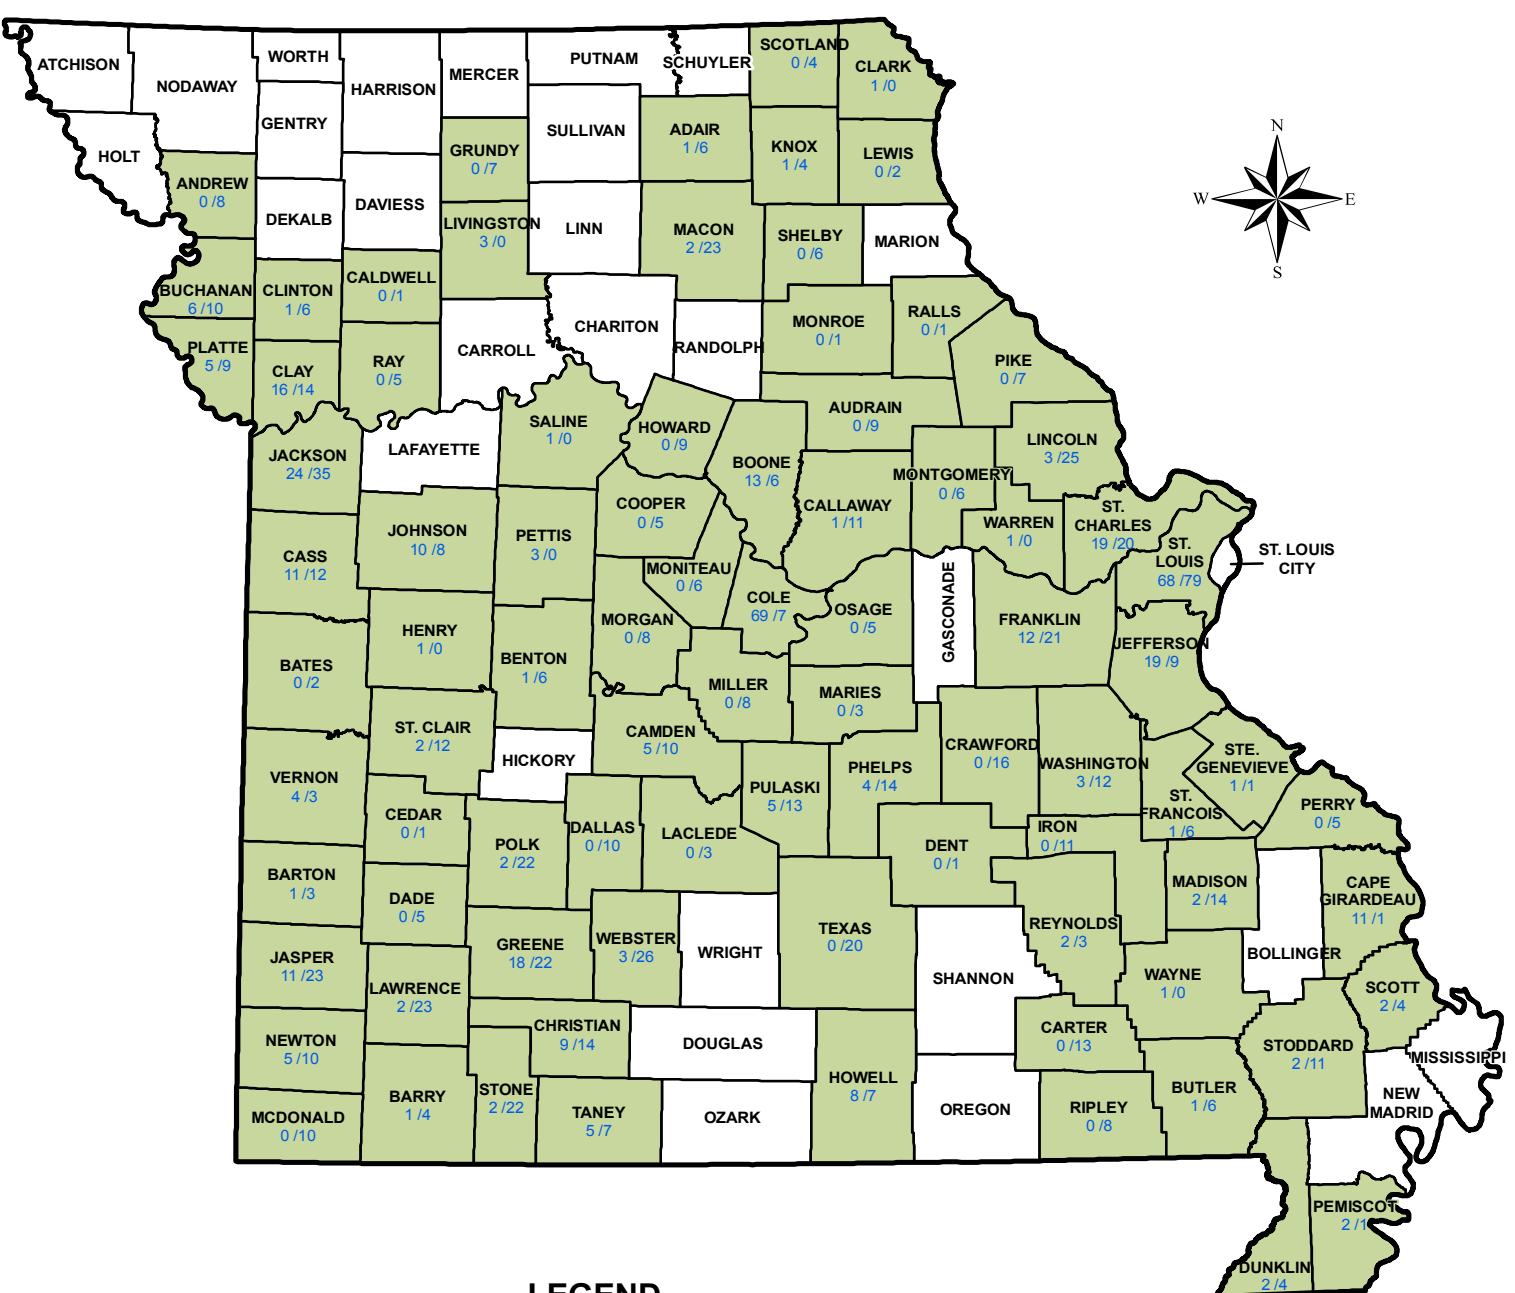 ATCHISON
NODAWAY
WORTH
HARRISON
MERCER
PUTNAM
SCHUYLER
SCOTLAND
0 /4
CLARK
1 /0
GENTRY
HOLT
SULLIVAN
ADAIR
1 /6
KNOX
1 /4
LEWIS
0 /2
GRUNDY
0 /7
ANDREW
0 /8
DEKALB
DAVIESS
LIVINGSTON
3 /0
LINN
MACON
2 /23
SHELBY
0 /6
MARION
N
W
E
S
BUCHANAN
6 /10
CLINTON
1 /6
CALDWELL
0 /1
CHARITON
RANDOLPH
MONROE
0 /1
RALLS
0 /1
PLATTE
5 /9
CLAY
16 /14
RAY
0 /5
CARROLL
PIKE
0 /7
SALINE
1 /0
HOWARD
0 /9
AUDRAIN
0 /9
JACKSON
24 /35
LAFAYETTE
BOONE
13 /6
MONTGOMERY
0 /6
LINCOLN
3 /25
COOPER
0 /5
CALLAWAY
1 /11
WARREN
1 /0
ST.
CHARLES
19 /20
ST.
LOUIS
68 /79
ST. LOUIS
CITY
CASS
11 /12
JOHNSON
10 /8
PETTIS
3 /0
MONITEAU
0 /6
COLE
69 /7
OSAGE
0 /5
GASCONADE
FRANKLIN
12 /21
JEFFERSON
19 /9
HENRY
1 /0
MORGAN
0 /8
BATES
0 /2
BENTON
1 /6
MILLER
0 /8
MARIES
0 /3
ST. CLAIR
2 /12
HICKORY
CAMDEN
5 /10
CRAWFORD
0 /16
WASHINGTON
3 /12
STE.
GENEVIEVE
1 /1
VERNON
4 /3
PULASKI
5 /13
PHELPS
4 /14
ST.
FRANCOIS
1 /6
PERRY
0 /5
CEDAR
0 /1
POLK
2 /22
DALLAS
0 /10
LACLEDE
0 /3
DENT
0 /1
IRON
0 /11
BARTON
1 /3
DADE
0 /5
MADISON
2 /14
CAPE
GIRARDEAU
11 /1
REYNOLDS
2 /3
BOLLINGER
JASPER
11 /23
GREENE
18 /22
WEBSTER
3 /26
WRIGHT
TEXAS
0 /20
SHANNON
WAYNE
1 /0
SCOTT
2 /4
LAWRENCE
2 /23
NEWTON
5 /10
CHRISTIAN
9 /14
DOUGLAS
CARTER
0 /13
STODDARD
2 /11
MISSISSIPPI
HOWELL
8 /7
BARRY
1 /4
STONE
2 /22
TANEY
5 /7
OZARK
OREGON
RIPLEY
0 /8
BUTLER
1 /6
NEW
MADRID
MCDONALD
0 /10
PEMISCOT
2 /1
DUNKLIN
2 /4
LEGEND